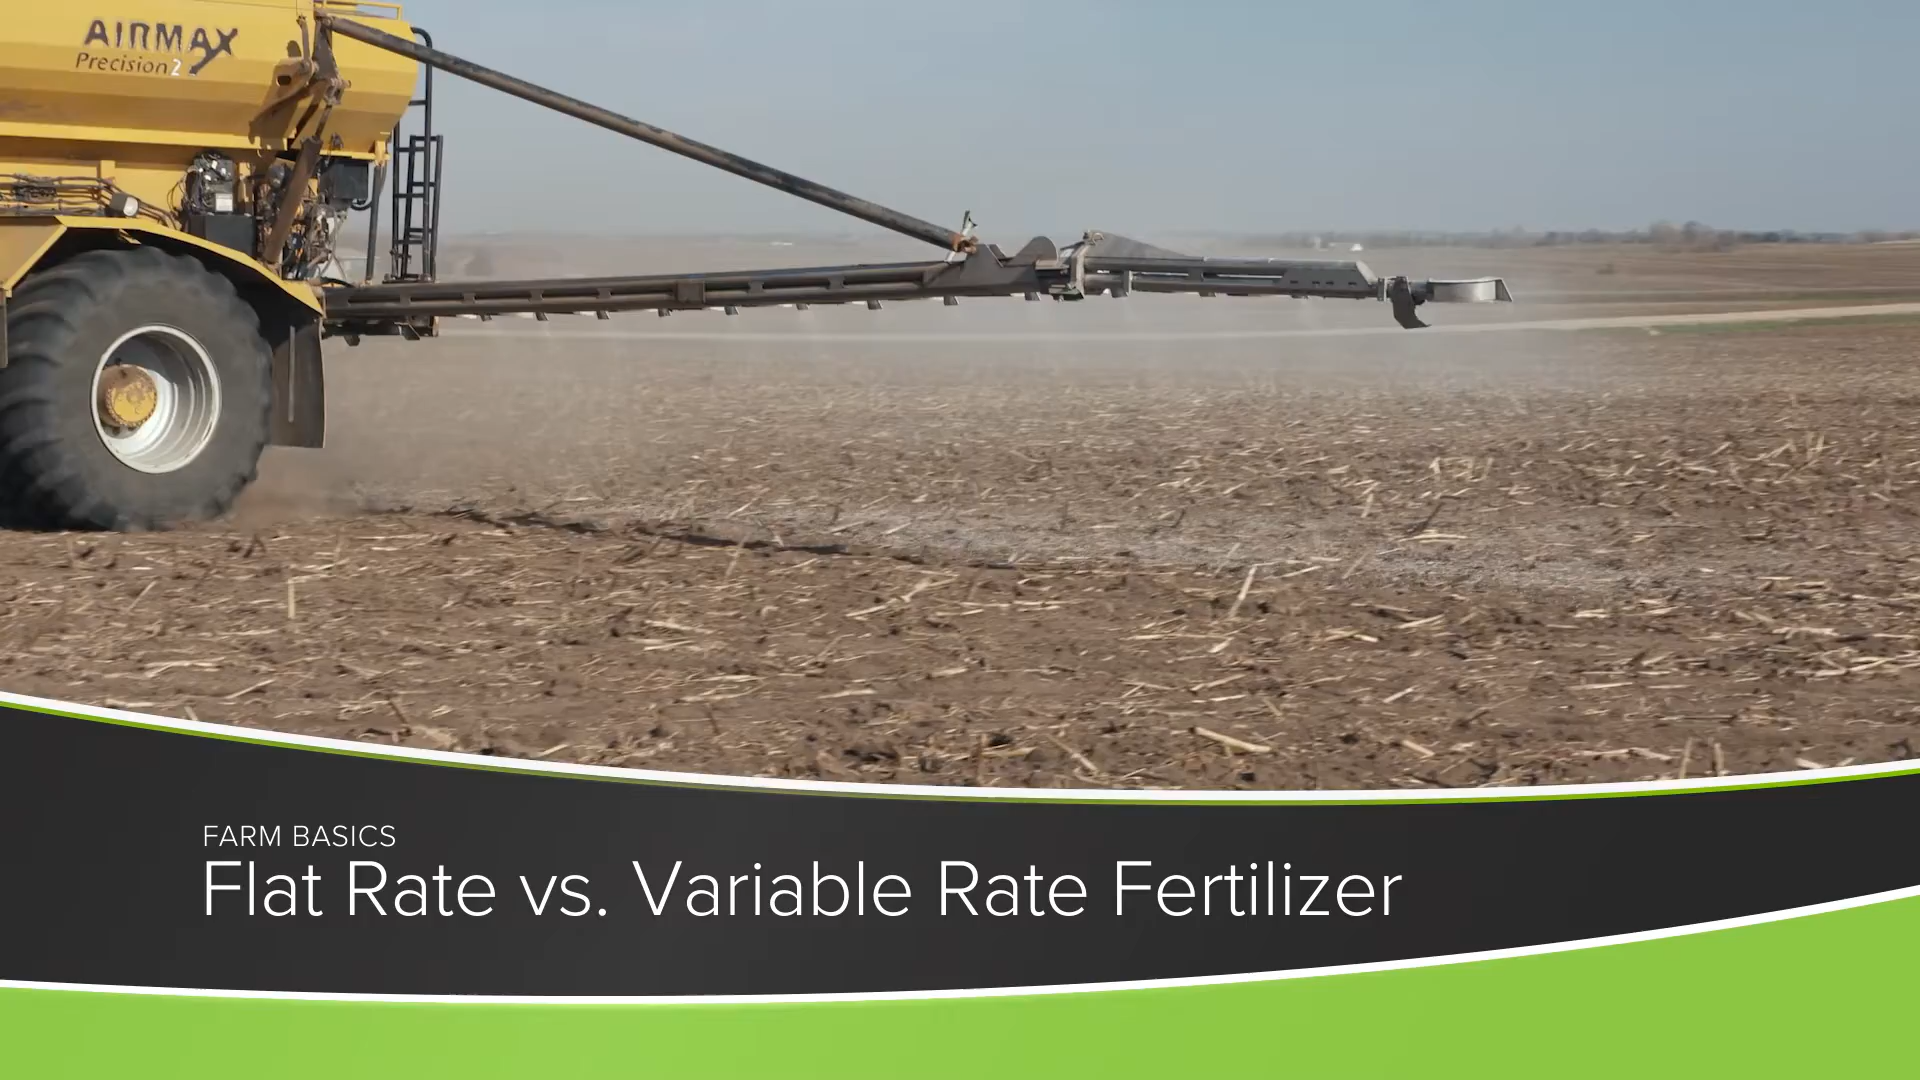 AIRMAX
Precision 2
FARM BASICS
Flat Rate vs. Variable Rate Fertilizer